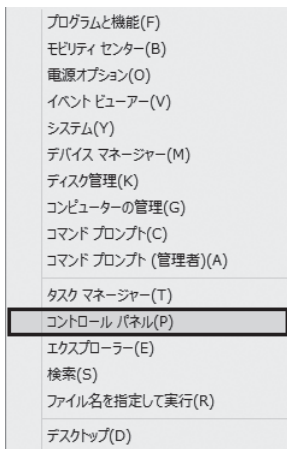 プログラムと機能(F)
モビリティ センター(B)
電源オプション(O)
イベント ビューアー(V)
システム(Y)
デバイス マネージャー(M)
ディスク管理(K)
コンピューターの管理(G)
コマンド プロンプト(C)
コマンド プロンプト (管理者)(A)
タスク マネージャー(T)
コントロール パネル(P)
エクスプローラー(E)
検索(S)
ファイル名を指定して実行(R)
デスクトップ(D)